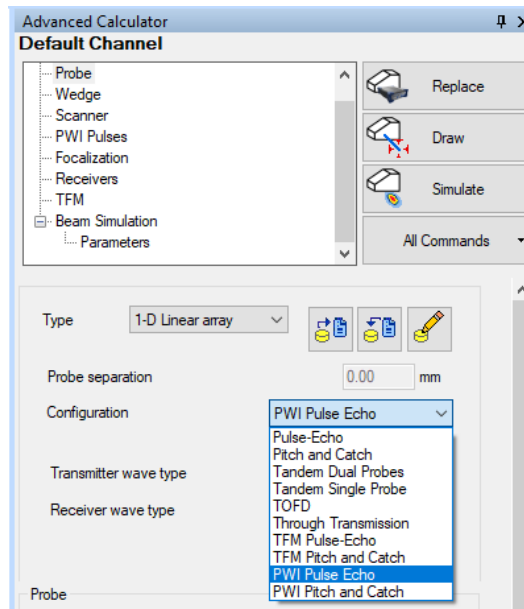 Advanced Calculator
Default Channel
Probe
Wedge
Scanner
PWI Pulses
Focalization
Receivers
TFM
Beam Simulation
Parameters
Replace
Draw
Simulate
All Commands
Type
1-D Linear array
Probe separation
0.00
mm
Configuration
PWI Pulse Echo
Pulse-Echo
Pitch and Catch
Tandem Dual Probes
Tandem Single Probe
TOFD
Through Transmission
TFM Pulse-Echo
TFM Pitch and Catch
PWI Pulse Echo
PWI Pitch and Catch
Transmitter wave type
Receiver wave type
Probe